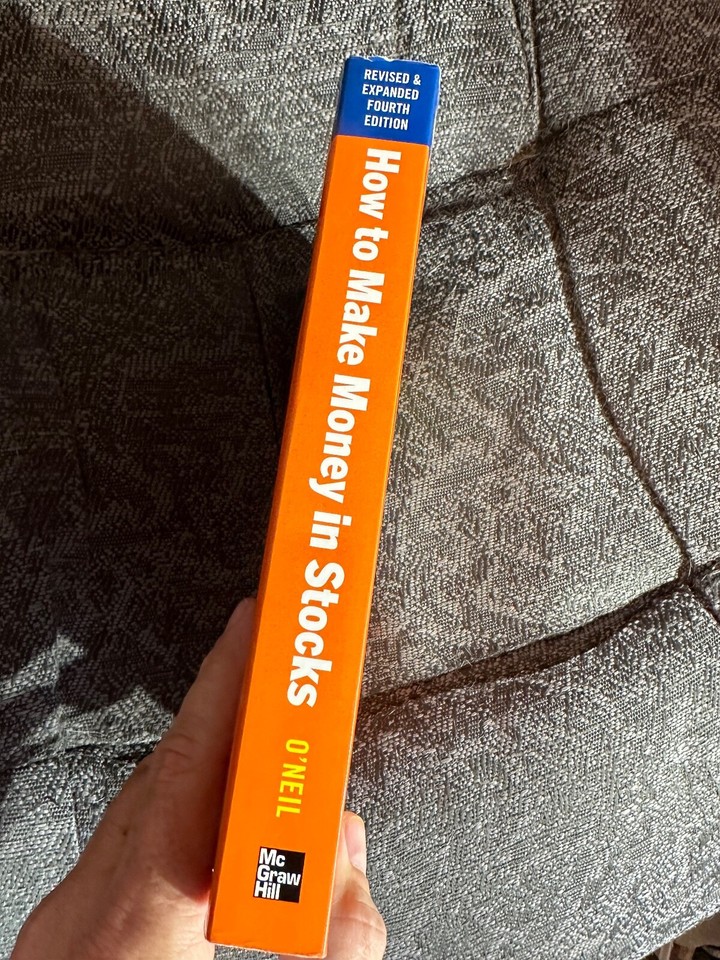 REVISED &
EXPANDED
FOURTH
EDITION
How to Make Money in Stocks
O'NEIL
Mc
Graw
Hill